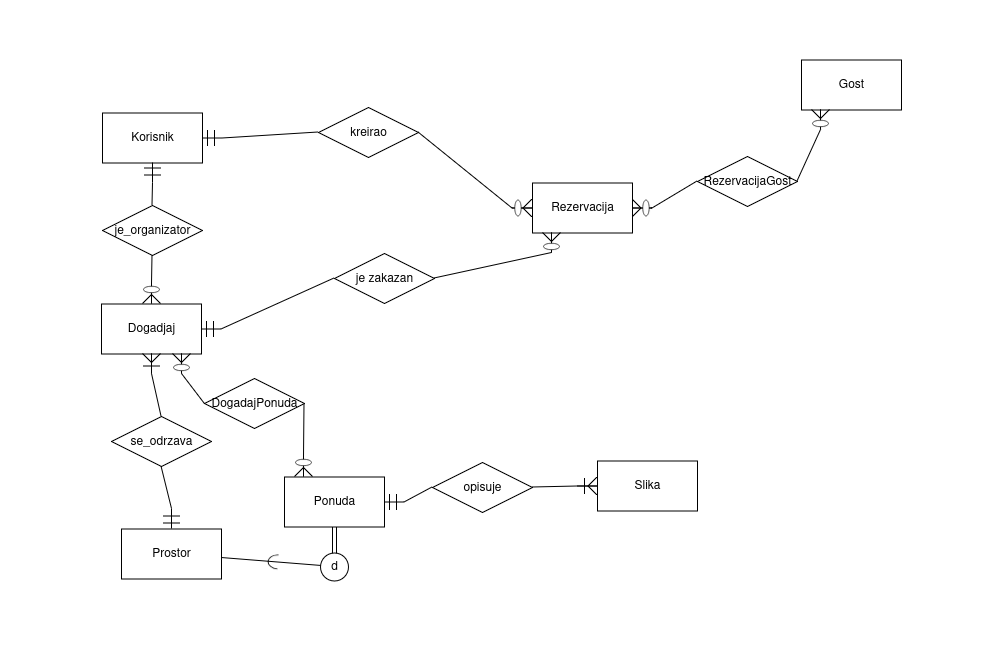 Gost
Korisnik
kreirao
RezervacijaGost
Rezervacija
je_organizator
je zakazan
Dogadjaj
DogadajPonuda
se_odrzava
opisuje
Slika
Ponuda
Prostor
d